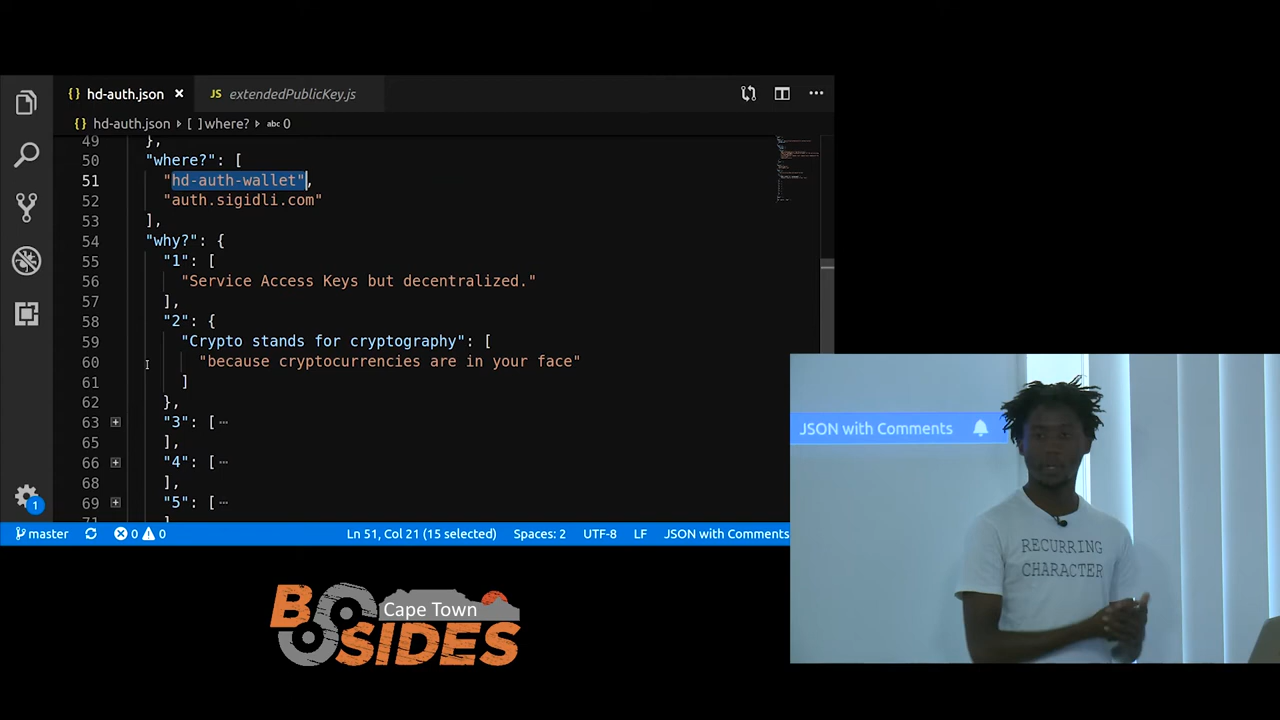 {} hd-auth.json ×
JS extendedPublicKey.js
...
{} hd-auth.json [ ] where? abc 0
49 },
50 "where?": [
51 "hd-auth-wallet",
52 "auth.sigidli.com"
53 ],
54 "why?": {
55 "1": [
56 "Service Access Keys but decentralized."
57 ],
58 "2": {
59 "Crypto stands for cryptography": [
60 "because cryptocurrencies are in your face"
61 ]
62 },
63 "3": [ ...
65 ],
66 "4": [ ...
68 ],
69 "5": [ ...
71 ]
1
master 0 0 Ln 51, Col 21 (15 selected) Spaces: 2 UTF-8 LF JSON with Comments
JSON with Comments
RECURRING
CHARACTER
B SIDES
Cape Town